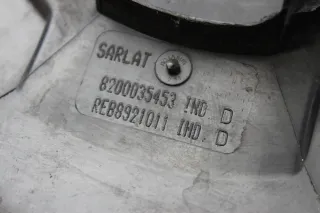 SARLAT
8200035453 IND D
REB8921011 IND. D